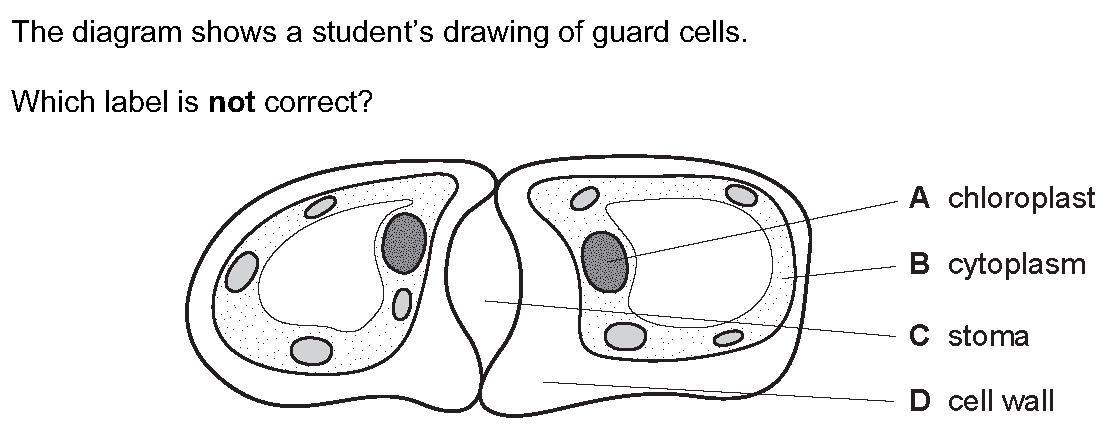 The diagram shows a student’s drawing of guard cells.
Which label is not correct?
A chloroplast
B cytoplasm
C stoma
D cell wall